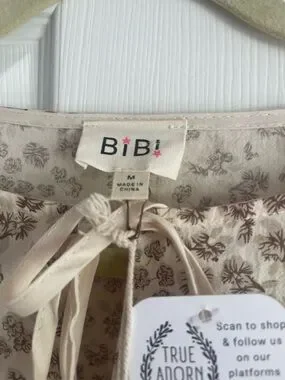 BiBi
M
MADE IN
CHINA
TRUE
ADORN
Scan to shop
& follow us
on our
platforms